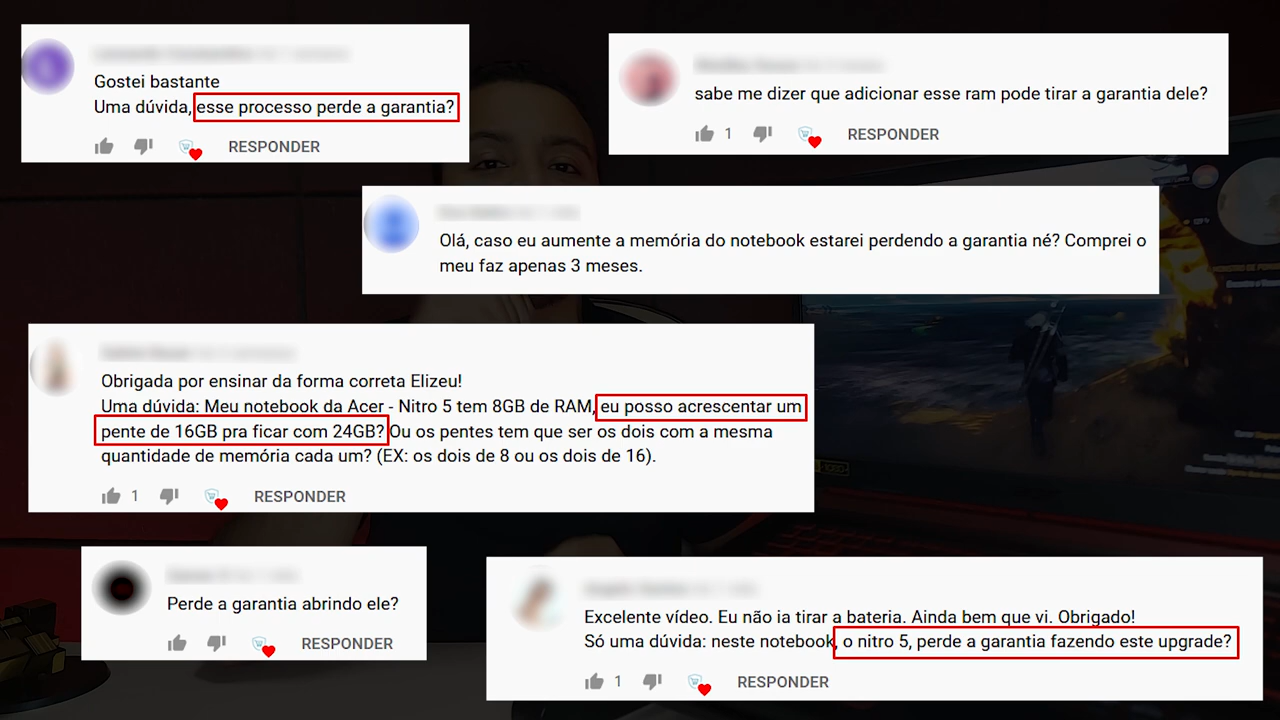 Gostei bastante
Uma dúvida, esse processo perde a garantia?
RESPONDER
sabe me dizer que adicionar esse ram pode tirar a garantia dele?
1
RESPONDER
Olá, caso eu aumente a memória do notebook estarei perdendo a garantia né? Comprei o
meu faz apenas 3 meses.
Obrigada por ensinar da forma correta Elizeu!
Uma dúvida: Meu notebook da Acer - Nitro 5 tem 8GB de RAM, eu posso acrescentar um
pente de 16GB pra ficar com 24GB? Ou os pentes tem que ser os dois com a mesma
quantidade de memória cada um? (EX: os dois de 8 ou os dois de 16).
1
RESPONDER
Perde a garantia abrindo ele?
RESPONDER
Excelente vídeo. Eu não ia tirar a bateria. Ainda bem que vi. Obrigado!
Só uma dúvida: neste notebook, o nitro 5, perde a garantia fazendo este upgrade?
1
RESPONDER